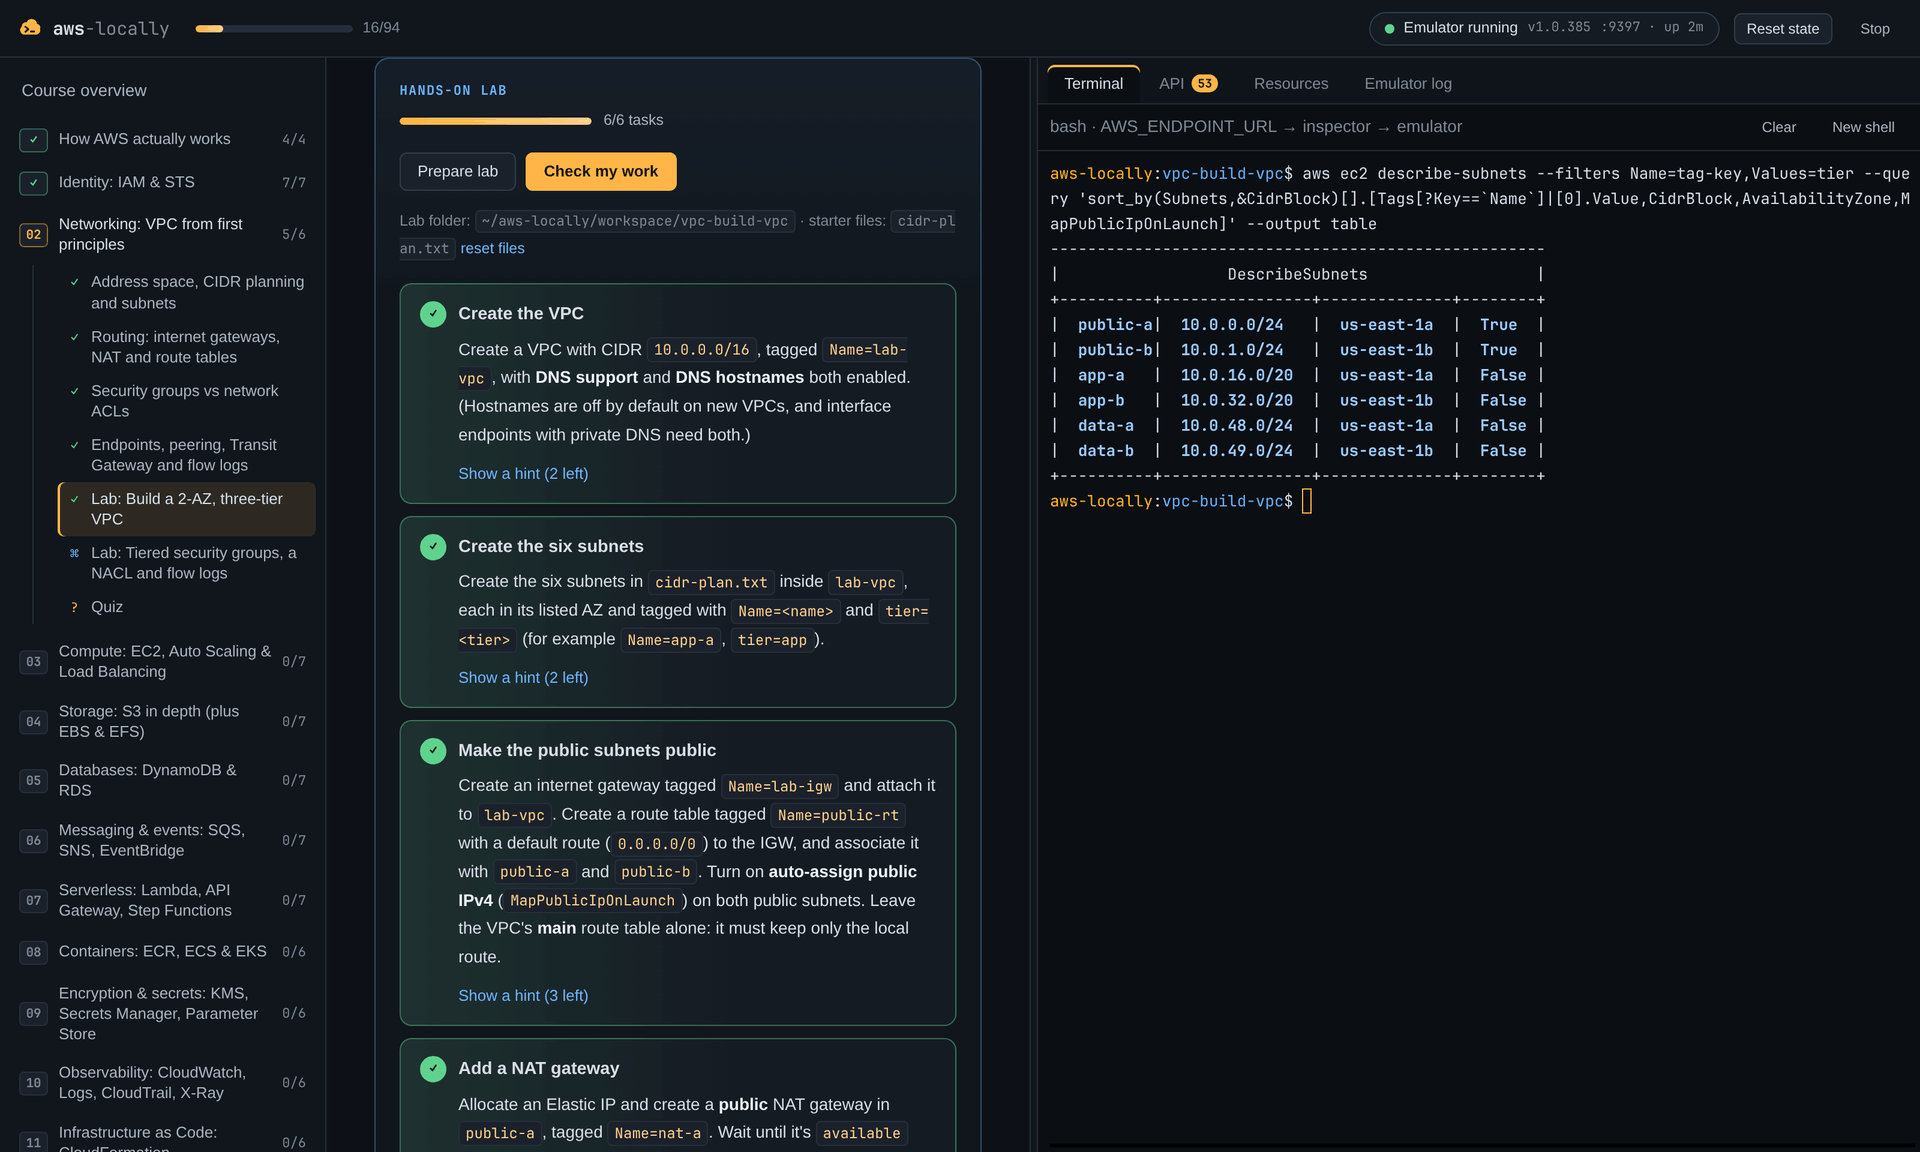 aws-locally
16/94
Emulator running v1.0.385 :9397 · up 2m
Reset state
Stop
Course overview
How AWS actually works 4/4
Identity: IAM & STS 7/7
02 Networking: VPC from first
principles 5/6
Address space, CIDR planning
and subnets
Routing: internet gateways,
NAT and route tables
Security groups vs network
ACLs
Endpoints, peering, Transit
Gateway and flow logs
Lab: Build a 2-AZ, three-tier
VPC
⌘ Lab: Tiered security groups, a
NACL and flow logs
? Quiz
03 Compute: EC2, Auto Scaling &
Load Balancing 0/7
04 Storage: S3 in depth (plus
EBS & EFS) 0/7
05 Databases: DynamoDB &
RDS 0/7
06 Messaging & events: SQS,
SNS, EventBridge 0/7
07 Serverless: Lambda, API
Gateway, Step Functions 0/7
08 Containers: ECR, ECS & EKS 0/6
09 Encryption & secrets: KMS,
Secrets Manager, Parameter
Store 0/6
10 Observability: CloudWatch,
Logs, CloudTrail, X-Ray 0/6
11 Infrastructure as Code:
CloudFormation 0/6
HANDS-ON LAB
6/6 tasks
Prepare lab
Check my work
Lab folder: ~/aws-locally/workspace/vpc-build-vpc · starter files: cidr-pl
an.txt reset files
Create the VPC
Create a VPC with CIDR 10.0.0.0/16, tagged Name=lab-
vpc, with DNS support and DNS hostnames both enabled.
(Hostnames are off by default on new VPCs, and interface
endpoints with private DNS need both.)
Show a hint (2 left)
Create the six subnets
Create the six subnets in cidr-plan.txt inside lab-vpc,
each in its listed AZ and tagged with Name=<name> and tier=
<tier> (for example Name=app-a, tier=app).
Show a hint (2 left)
Make the public subnets public
Create an internet gateway tagged Name=lab-igw and attach it
to lab-vpc. Create a route table tagged Name=public-rt
with a default route (0.0.0.0/0) to the IGW, and associate it
with public-a and public-b. Turn on auto-assign public
IPv4 (MapPublicIpOnLaunch) on both public subnets. Leave
the VPC's main route table alone: it must keep only the local
route.
Show a hint (3 left)
Add a NAT gateway
Allocate an Elastic IP and create a public NAT gateway in
public-a, tagged Name=nat-a. Wait until it's available
Terminal
API 53
Resources
Emulator log
bash · AWS_ENDPOINT_URL → inspector → emulator
Clear
New shell
aws-locally:vpc-build-vpc$ aws ec2 describe-subnets --filters Name=tag-key,Values=tier --que
ry 'sort_by(Subnets,&CidrBlock)[].[Tags[?Key==`Name`]|[0].Value,CidrBlock,AvailabilityZone,M
apPublicIpOnLaunch]' --output table
----------------------------------------------------
|                  DescribeSubnets                 |
+----------+----------------+--------------+-------+
|  public-a|  10.0.0.0/24   |  us-east-1a  |  True  |
|  public-b|  10.0.1.0/24   |  us-east-1b  |  True  |
|  app-a   |  10.0.16.0/20  |  us-east-1a  |  False |
|  app-b   |  10.0.32.0/20  |  us-east-1b  |  False |
|  data-a  |  10.0.48.0/24  |  us-east-1a  |  False |
|  data-b  |  10.0.49.0/24  |  us-east-1b  |  False |
+----------+----------------+--------------+-------+
aws-locally:vpc-build-vpc$